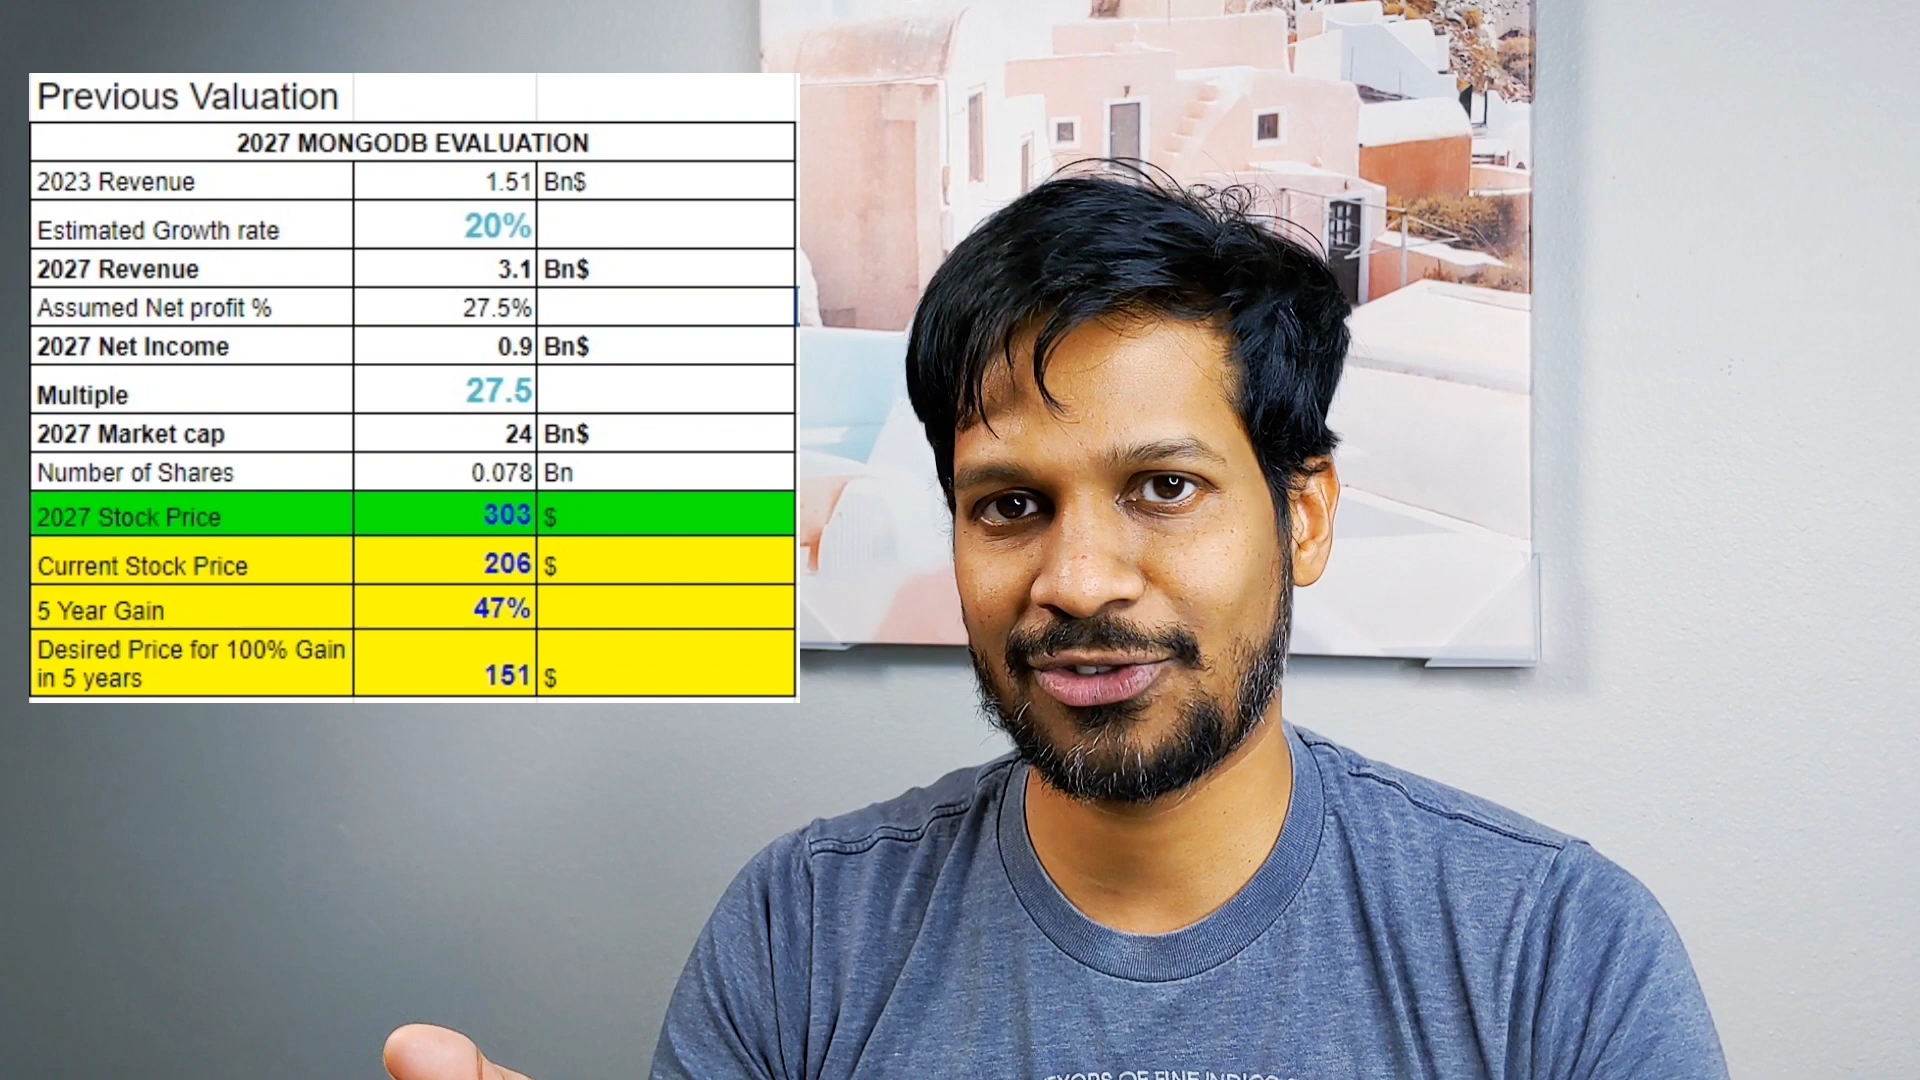 Previous Valuation
2027 MONGODB EVALUATION
2023 Revenue 1.51 Bn$
Estimated Growth rate 20%
2027 Revenue 3.1 Bn$
Assumed Net profit % 27.5%
2027 Net Income 0.9 Bn$
Multiple 27.5
2027 Market cap 24 Bn$
Number of Shares 0.078 Bn
2027 Stock Price 303 $
Current Stock Price 206 $
5 Year Gain 47%
Desired Price for 100% Gain
in 5 years 151 $
OF FINE INDIGO